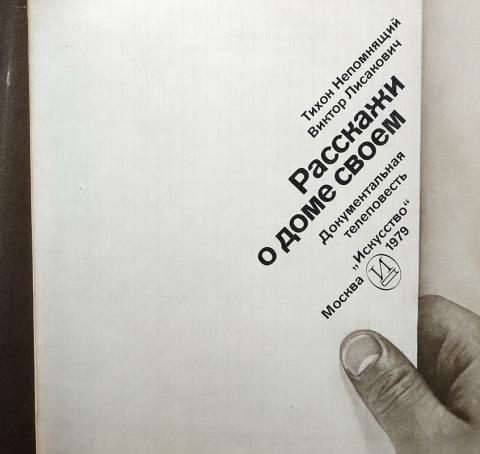 Тихон Непомнящий
Виктор Лисакович
Расскажи
о доме своем
Документальная
телеповесть
Москва „Искусство“
1979